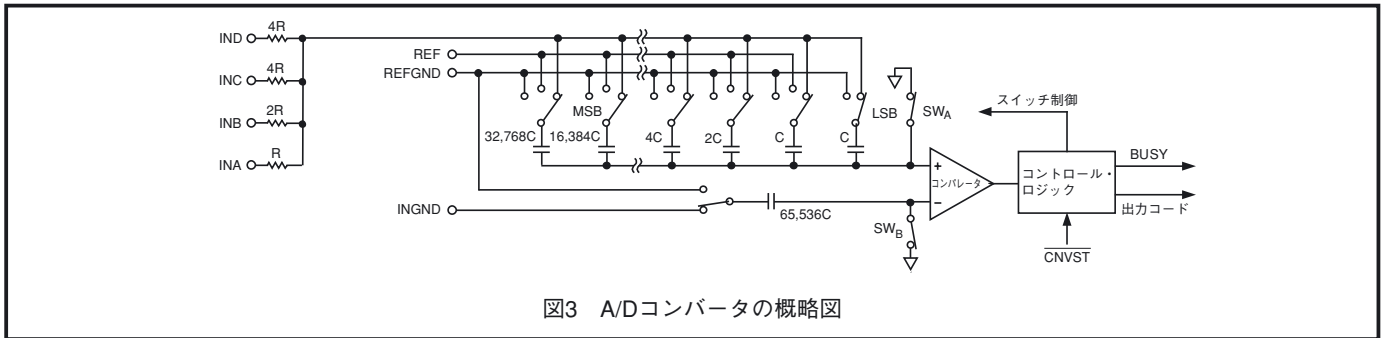 IND
4R
REF
INC
4R
REFGND
INB
2R
INA
R
MSB
LSB
SWA
スイッチ制御
32,768C
16,384C
4C
2C
C
C
BUSY
コンパレータ
+
−
コントロール・
ロジック
出力コード
INGND
65,536C
SWB
CNVST
図3 A/Dコンバータの概略図